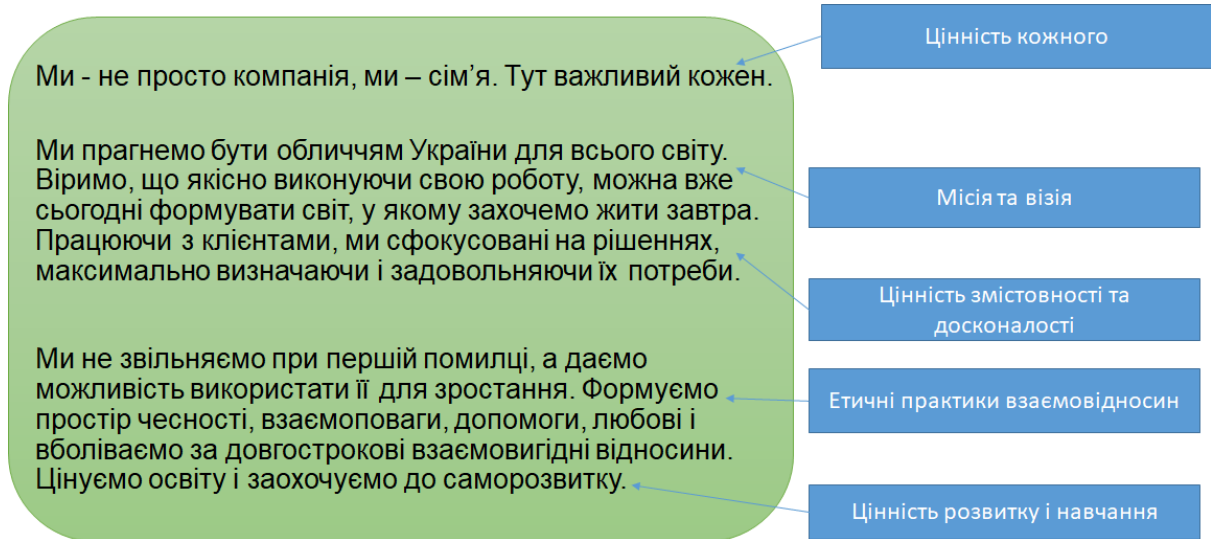 Цінність кожного
Ми - не просто компанія, ми – сім’я. Тут важливий кожен.
Ми прагнемо бути обличчям України для всього світу.
Віримо, що якісно виконуючи свою роботу, можна вже
сьогодні формувати світ, у якому захочемо жити завтра.
Працюючи з клієнтами, ми сфокусовані на рішеннях,
максимально визначаючи і задовольняючи їх потреби.
Місія та візія
Цінність змістовності та
досконалості
Ми не звільняємо при першій помилці, а даємо
можливість використати її для зростання. Формуємо
простір чесності, взаємоповаги, допомоги, любові і
вболіваємо за довгострокові взаємовигідні відносини.
Цінуємо освіту і заохочуємо до саморозвитку.
Етичні практики взаємовідносин
Цінність розвитку і навчання